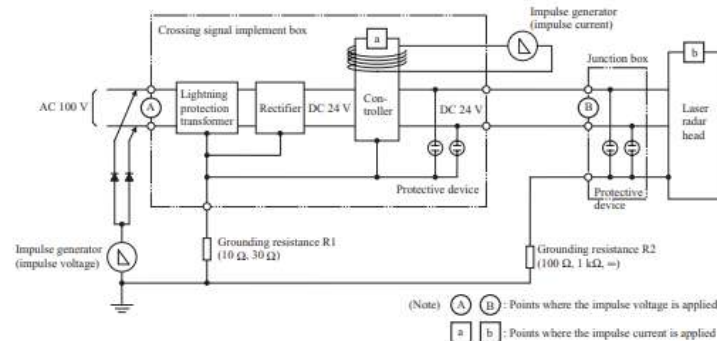 Impulse generator
(impulse current)
Crossing signal implement box
a
Junction box
b
AC 100 V
A
Lightning
protection
transformer
Rectifier
DC 24 V
Con-
troller
DC 24 V
B
Laser
radar
head
Protective device
Protective
device
Impulse generator
(impulse voltage)
Grounding resistance R1
(10 Ω, 30 Ω)
Grounding resistance R2
(100 Ω, 1 kΩ, ∞)
(Note) A B : Points where the impulse voltage is applied
a b : Points where the impulse current is applied